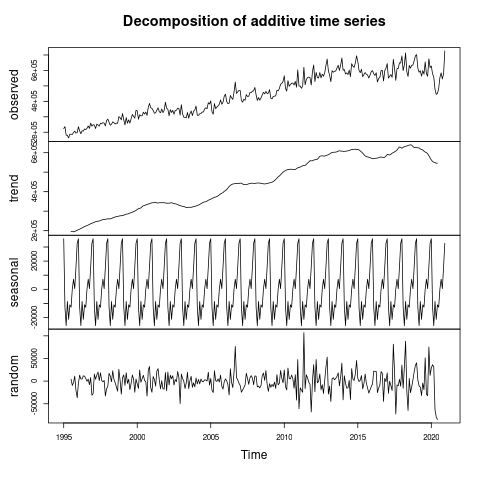 Decomposition of additive time series
observed
2e+05 4e+05 6e+05
trend
2e+05 4e+05 6e+05
seasonal
-20000 0 20000
random
-50000 0 50000
1995 2000 2005 2010 2015 2020
Time